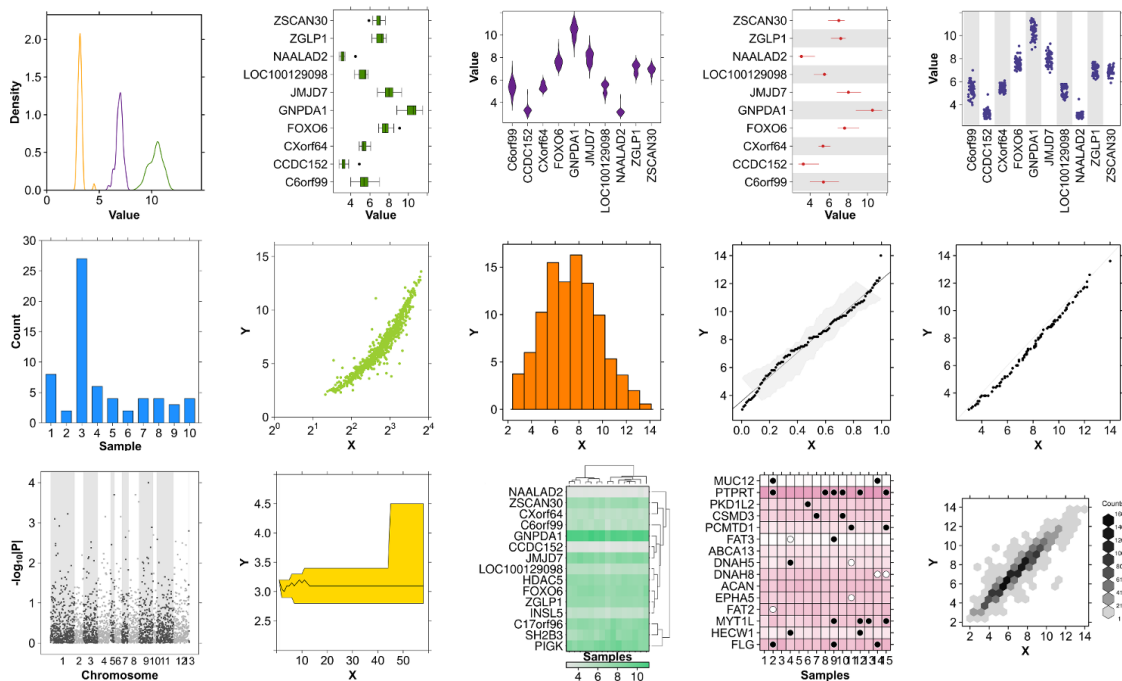 Density
2.0
1.5
1.0
0.5
0.0
0 5 10
Value
ZSCAN30
ZGLP1
NAALAD2
LOC100129098
JMJD7
GNPDA1
FOXO6
CXorf64
CCDC152
C6orf99
4 6 8 10
Value
Value
10
8
6
4
C6orf99
CCDC152
CXorf64
FOXO6
GNPDA1
JMJD7
LOC100129098
NAALAD2
ZGLP1
ZSCAN30
ZSCAN30
ZGLP1
NAALAD2
LOC100129098
JMJD7
GNPDA1
FOXO6
CXorf64
CCDC152
C6orf99
4 6 8 10
Value
Value
10
8
6
4
C6orf99
CCDC152
CXorf64
FOXO6
GNPDA1
JMJD7
LOC100129098
NAALAD2
ZGLP1
ZSCAN30
Count
30
25
20
15
10
5
0
1 2 3 4 5 6 7 8 9 10
Sample
Y
15
10
5
0
2⁰ 2¹ 2² 2³ 2⁴
X
Y
15
10
5
0
2 4 6 8 10 12 14
X
Y
14
12
10
8
6
4
0.0 0.2 0.4 0.6 0.8 1.0
X
Y
14
12
10
8
6
4
4 6 8 10 12 14
X
-log₁₀|P|
4
3
2
1
0
1 2 3 4 5 6 7 8 9 10 11 12 13
Chromosome
Y
4.5
4.0
3.5
3.0
2.5
10 20 30 40 50
X
NAALAD2
ZSCAN30
CXorf64
C6orf99
GNPDA1
CCDC152
JMJD7
LOC100129098
HDAC5
FOXO6
ZGLP1
INSL5
C17orf96
SH2B3
PIGK
Samples
4 6 8 10
MUC12
PTPRT
PKD1L2
CSMD3
PCMTD1
FAT3
ABCA13
DNAH5
DNAH8
ACAN
EPHA5
FAT2
MYT1L
HECW1
FLG
1 2 3 4 5 6 7 8 9 10 11 12 13 14 15
Samples
Y
14
12
10
8
6
4
2
2 4 6 8 10 12 14
X
Counts